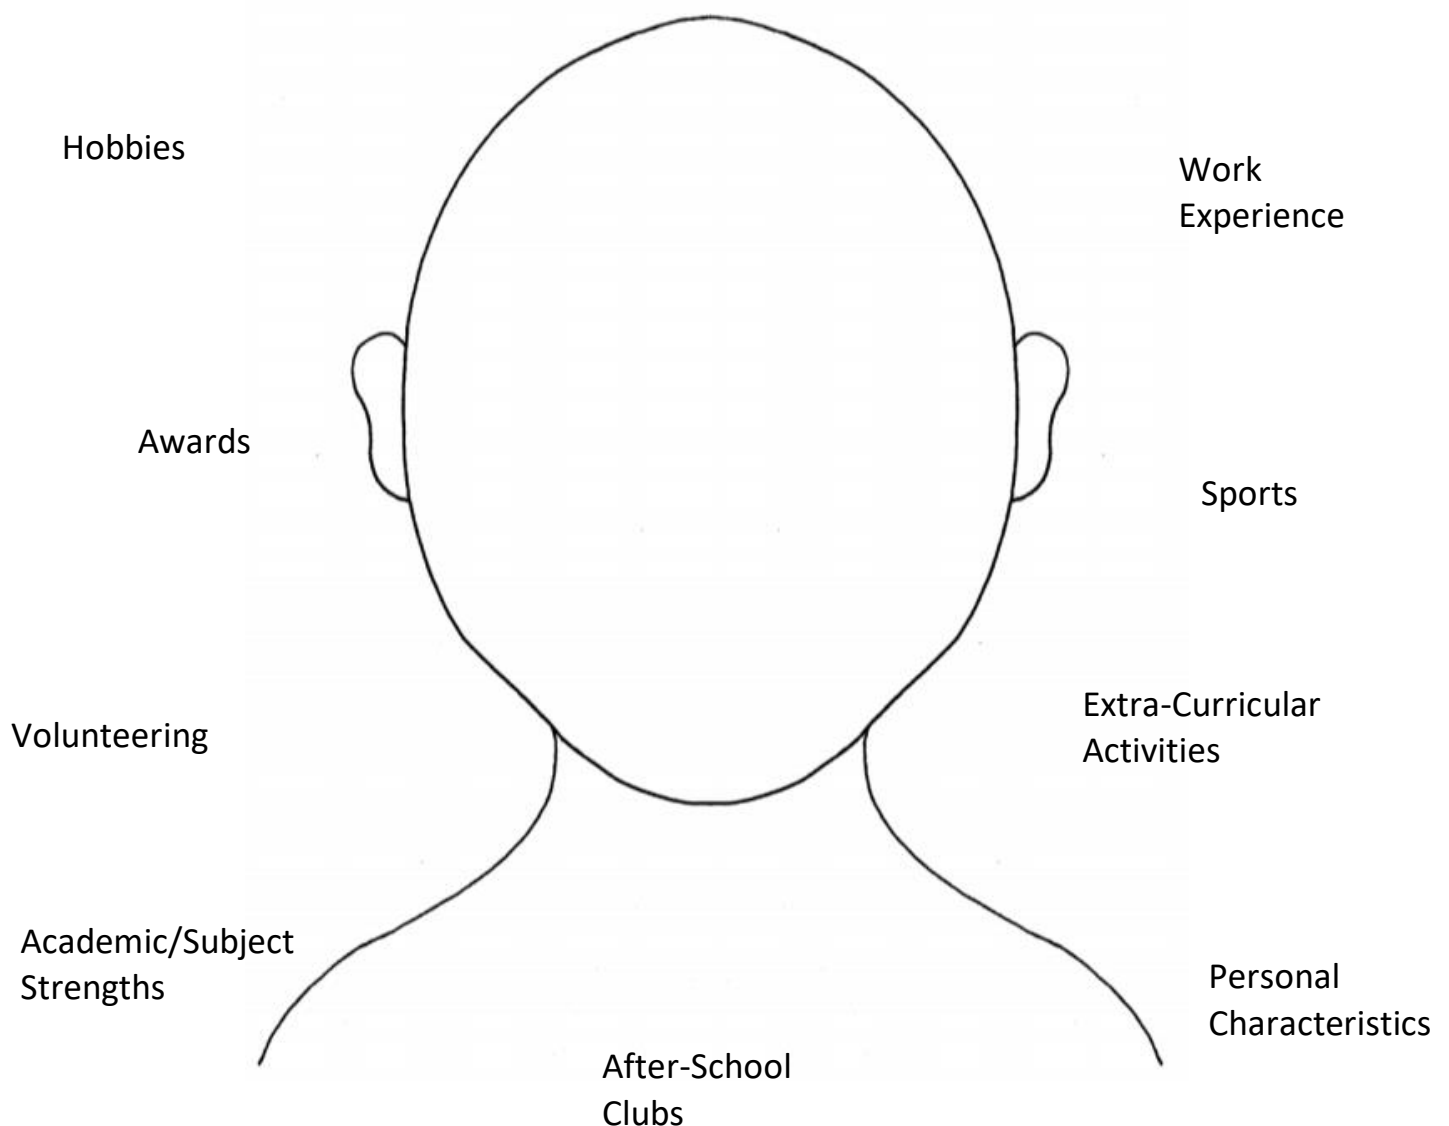 Hobbies
Work
Experience
Awards
Sports
Volunteering
Extra-Curricular
Activities
Academic/Subject
Strengths
Personal
Characteristics
After-School
Clubs